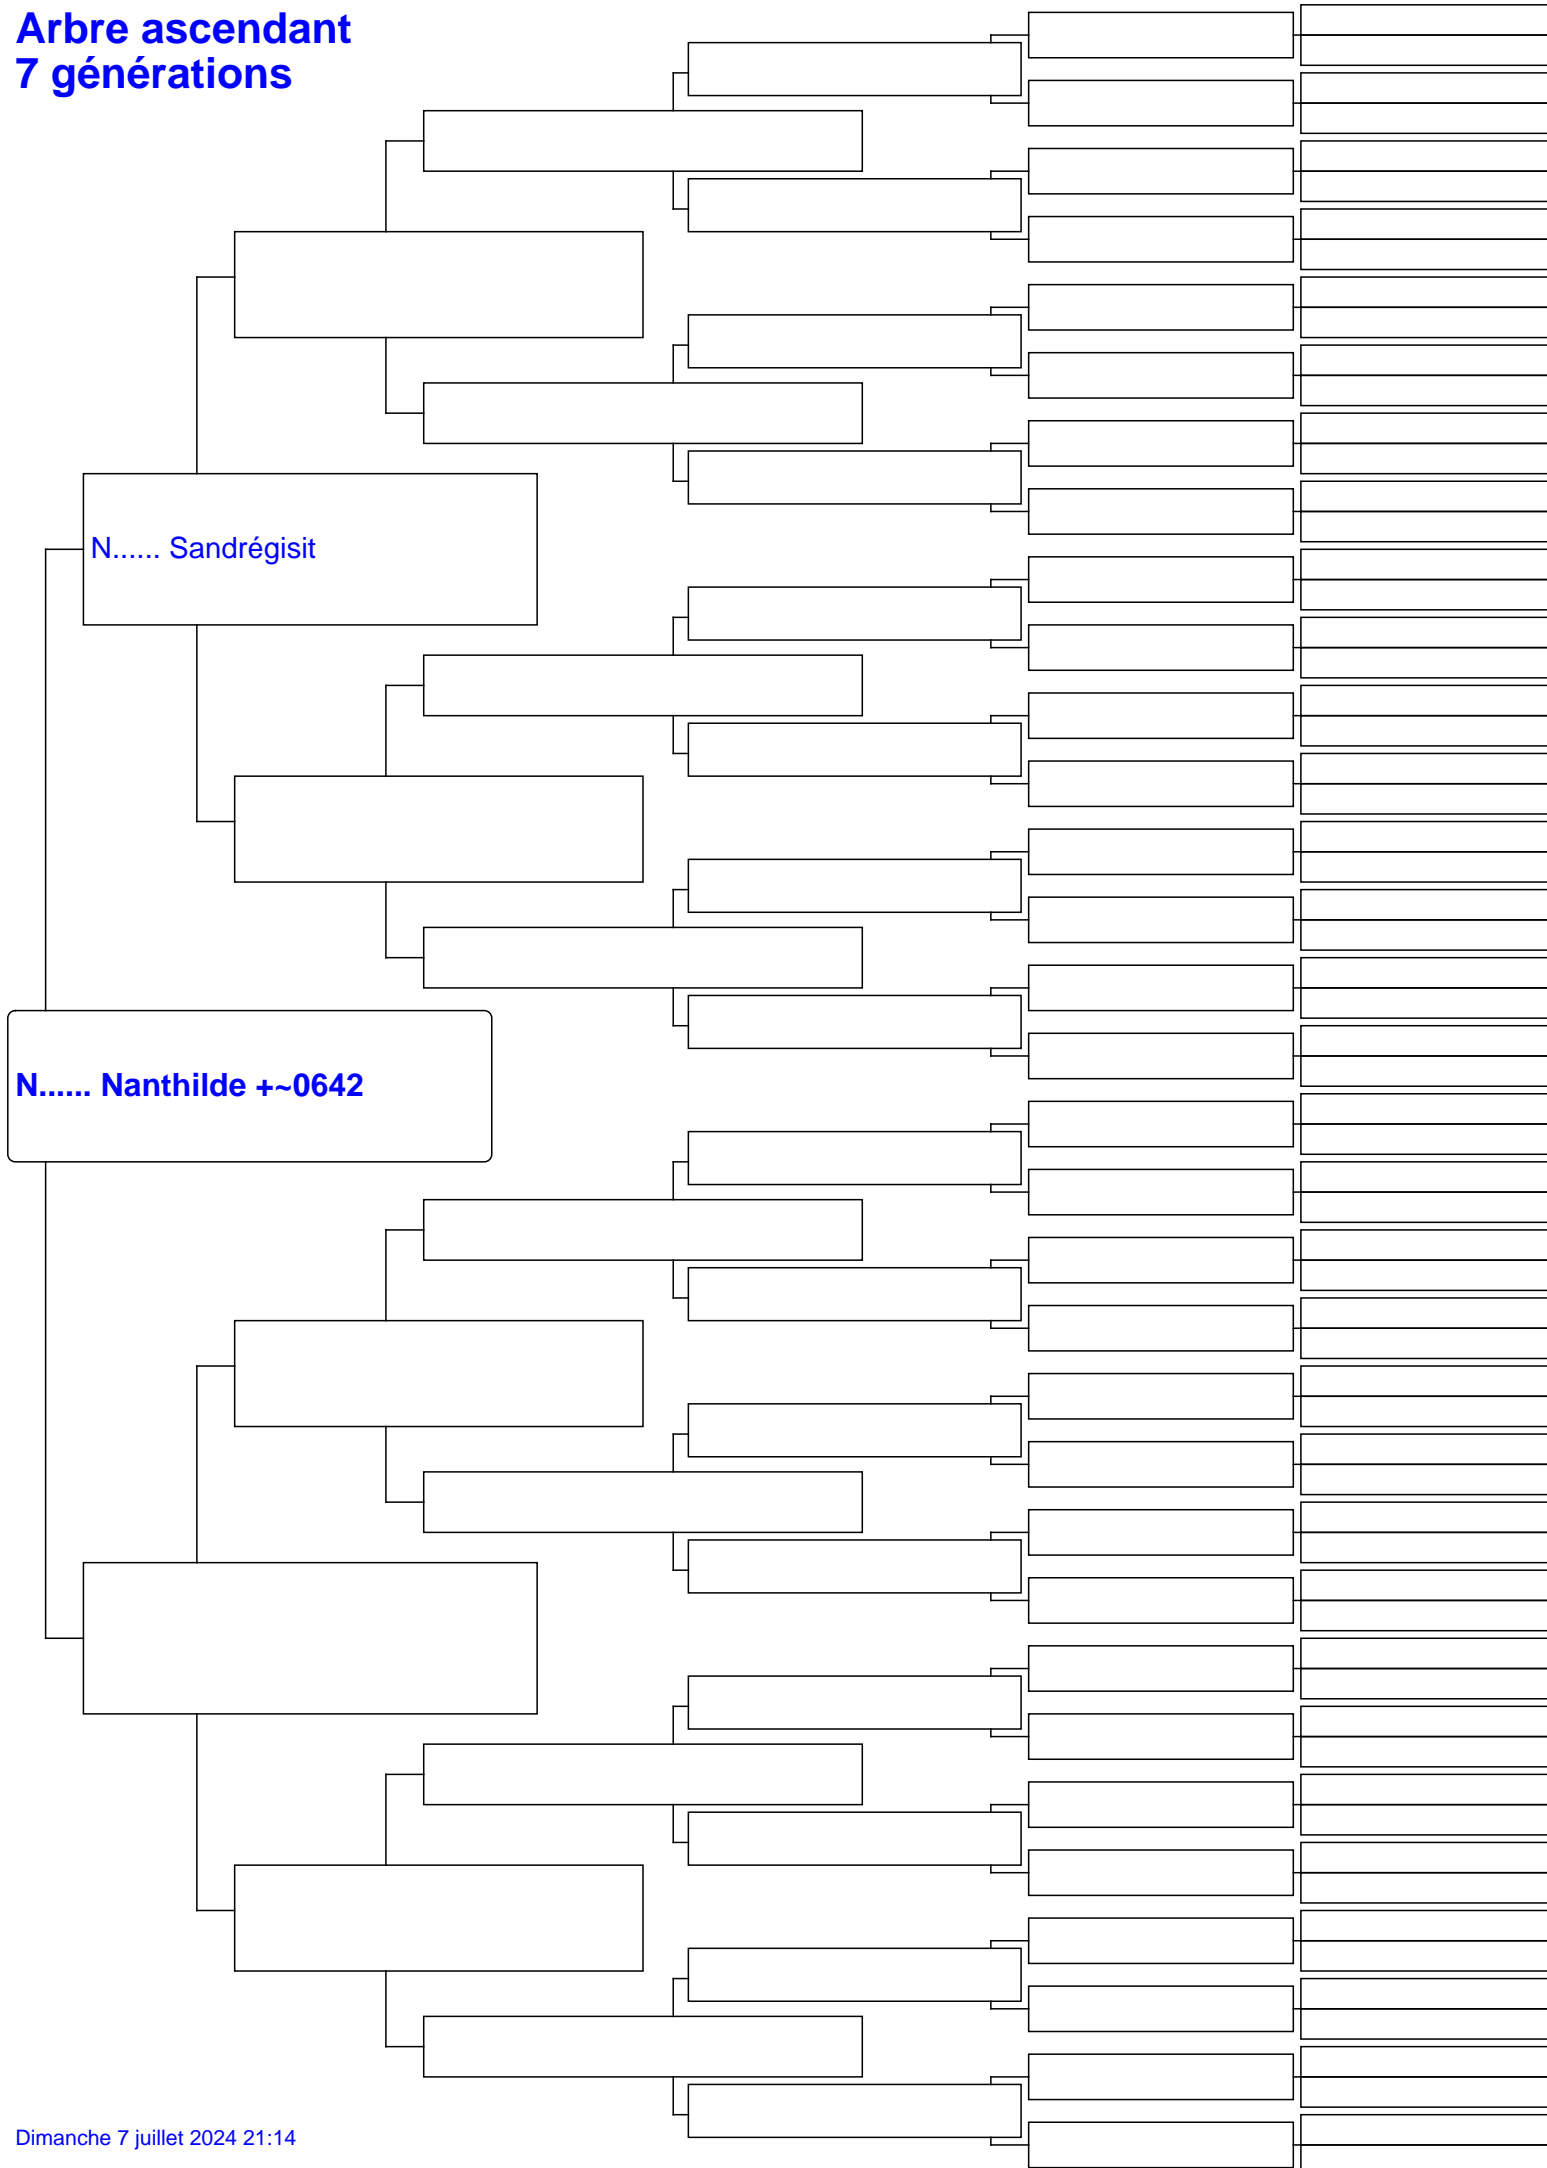 Arbre ascendant
7 générations
N...... Sandrégisit
N...... Nanthilde +~0642
Dimanche 7 juillet 2024 21:14